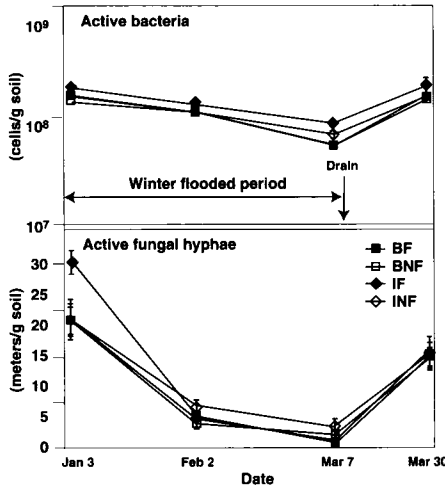 10⁹
Active bacteria
(cells/g soil)
10⁸
Drain
Winter flooded period
10⁷
Active fungal hyphae
BF
BNF
IF
INF
(meters/g soil)
30
25
20
15
10
5
0
Jan 3
Feb 2
Mar 7
Mar 30
Date